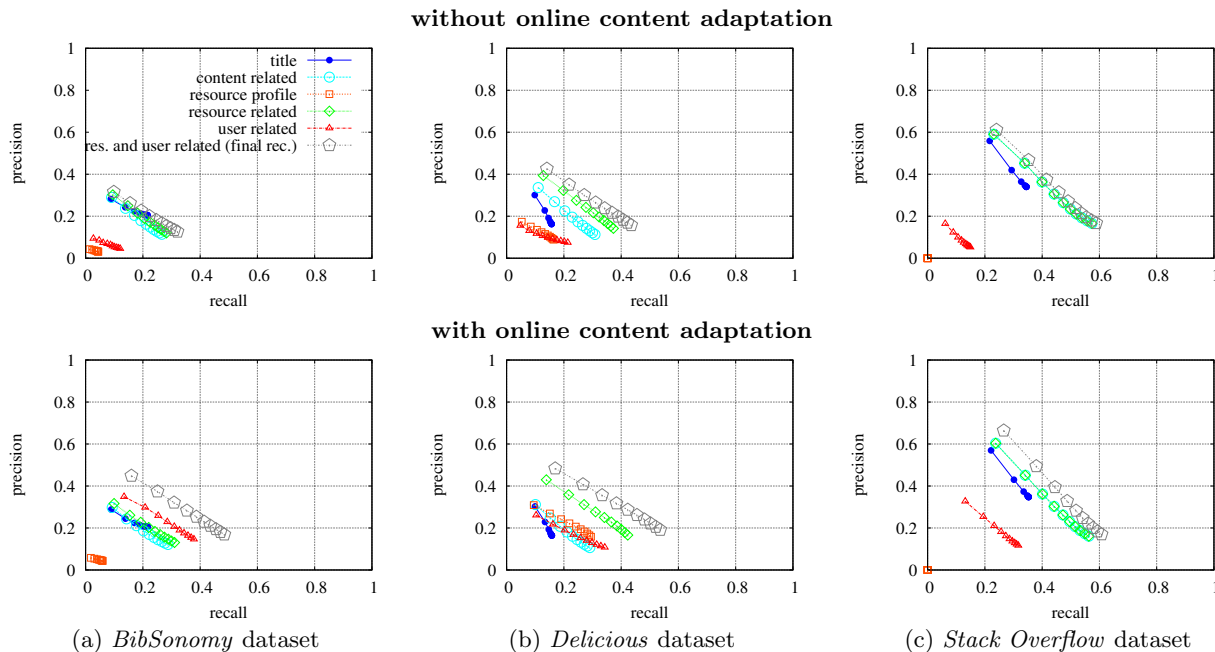 without online content adaptation
1
0.8
0.6
0.4
0.2
0
precision
0 0.2 0.4 0.6 0.8 1
recall
title
content related
resource profile
resource related
user related
res. and user related (final rec.)
1
0.8
0.6
0.4
0.2
0
precision
0 0.2 0.4 0.6 0.8 1
recall
1
0.8
0.6
0.4
0.2
0
precision
0 0.2 0.4 0.6 0.8 1
recall
with online content adaptation
1
0.8
0.6
0.4
0.2
0
precision
0 0.2 0.4 0.6 0.8 1
recall
1
0.8
0.6
0.4
0.2
0
precision
0 0.2 0.4 0.6 0.8 1
recall
1
0.8
0.6
0.4
0.2
0
precision
0 0.2 0.4 0.6 0.8 1
recall
(a) BibSonomy dataset
(b) Delicious dataset
(c) Stack Overflow dataset